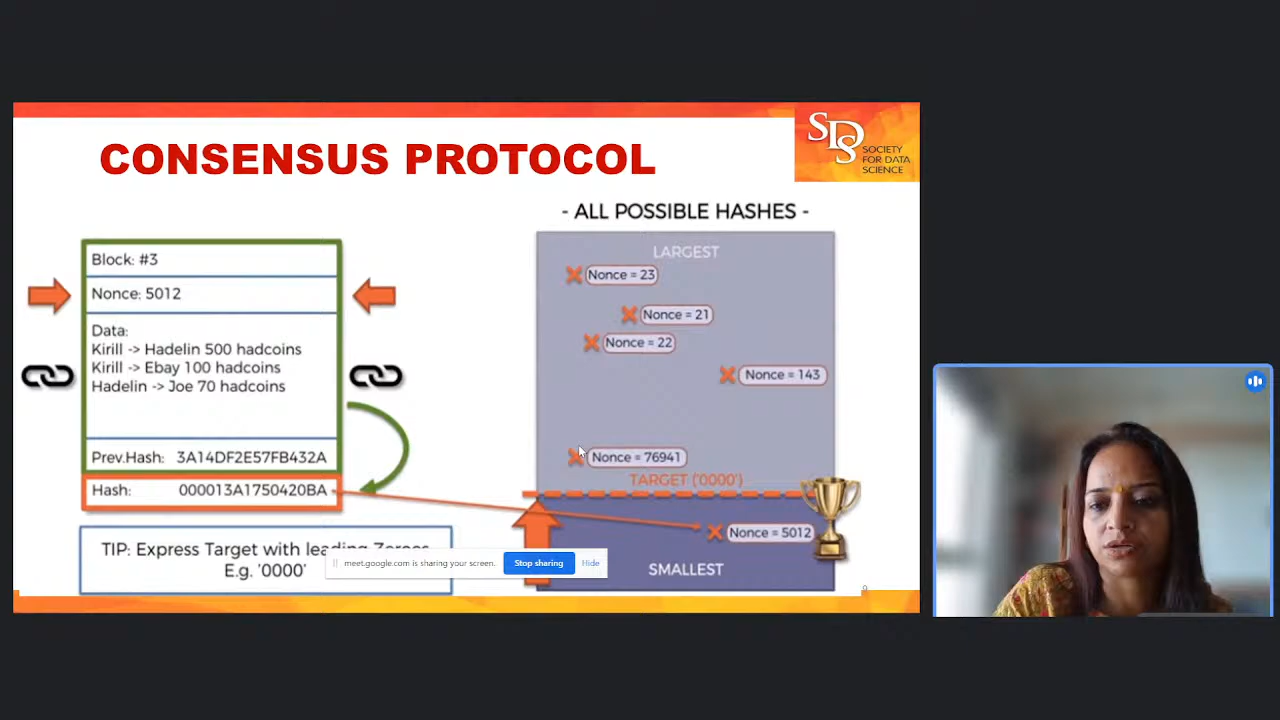 CONSENSUS PROTOCOL
SDS
SOCIETY
FOR DATA
SCIENCE
- ALL POSSIBLE HASHES -
Block: #3
Nonce: 5012
Data:
Kirill -> Hadelin 500 hadcoins
Kirill -> Ebay 100 hadcoins
Hadelin -> Joe 70 hadcoins
Prev.Hash: 3A14DF2E57FB432A
Hash: 000013A1750420BA
TIP: Express Target with leading Zeroes
E.g. '0000'
LARGEST
Nonce = 23
Nonce = 21
Nonce = 22
Nonce = 143
Nonce = 76941
TARGET ('0000')
Nonce = 5012
SMALLEST
meet.google.com is sharing your screen.
Stop sharing
Hide